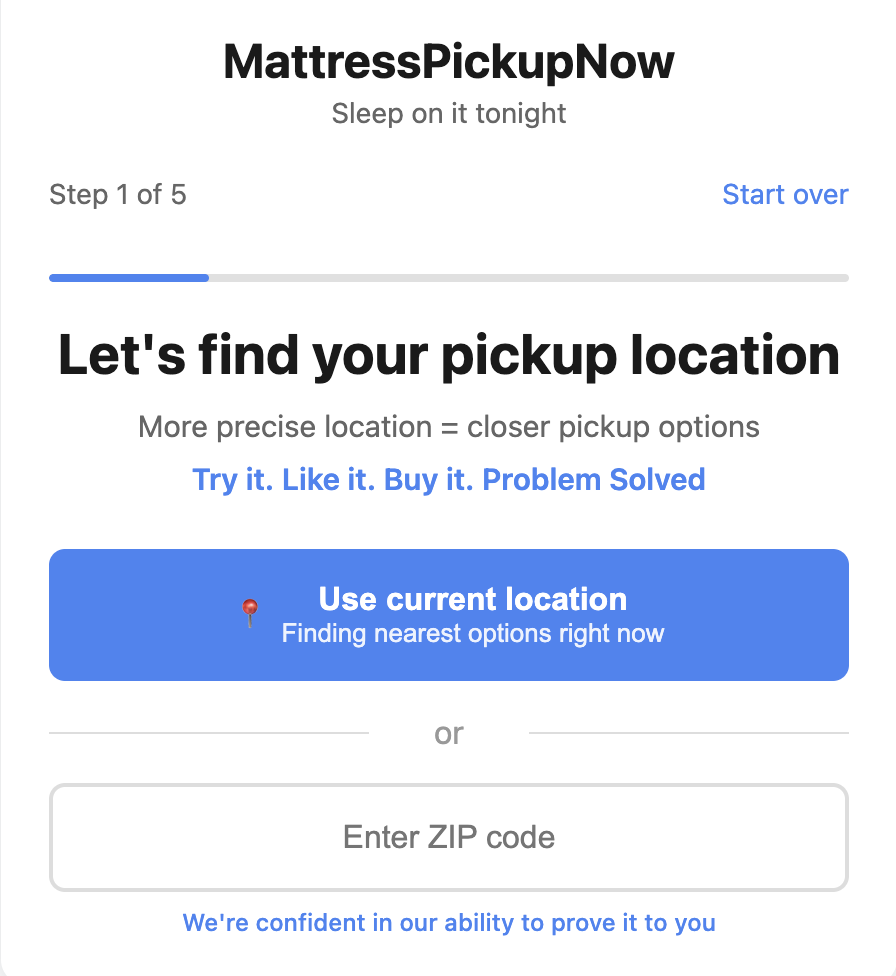 MattressPickupNow
Sleep on it tonight
Step 1 of 5
Start over
Let's find your pickup location
More precise location = closer pickup options
Try it. Like it. Buy it. Problem Solved
Use current location
Finding nearest options right now
or
Enter ZIP code
We're confident in our ability to prove it to you